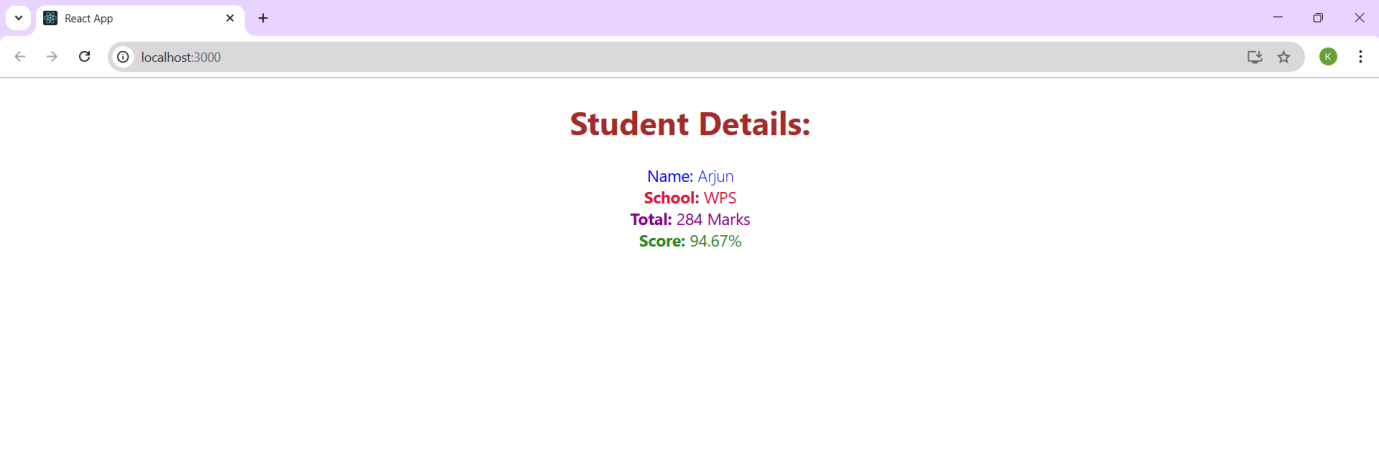 React App
localhost:3000
K
Student Details:
Name: Arjun
School: WPS
Total: 284 Marks
Score: 94.67%